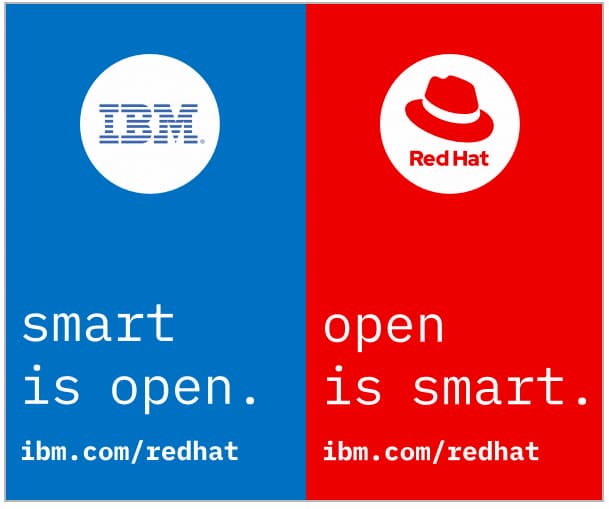 IBM
smart
is open.
ibm.com/redhat
Red Hat
open
is smart.
ibm.com/redhat